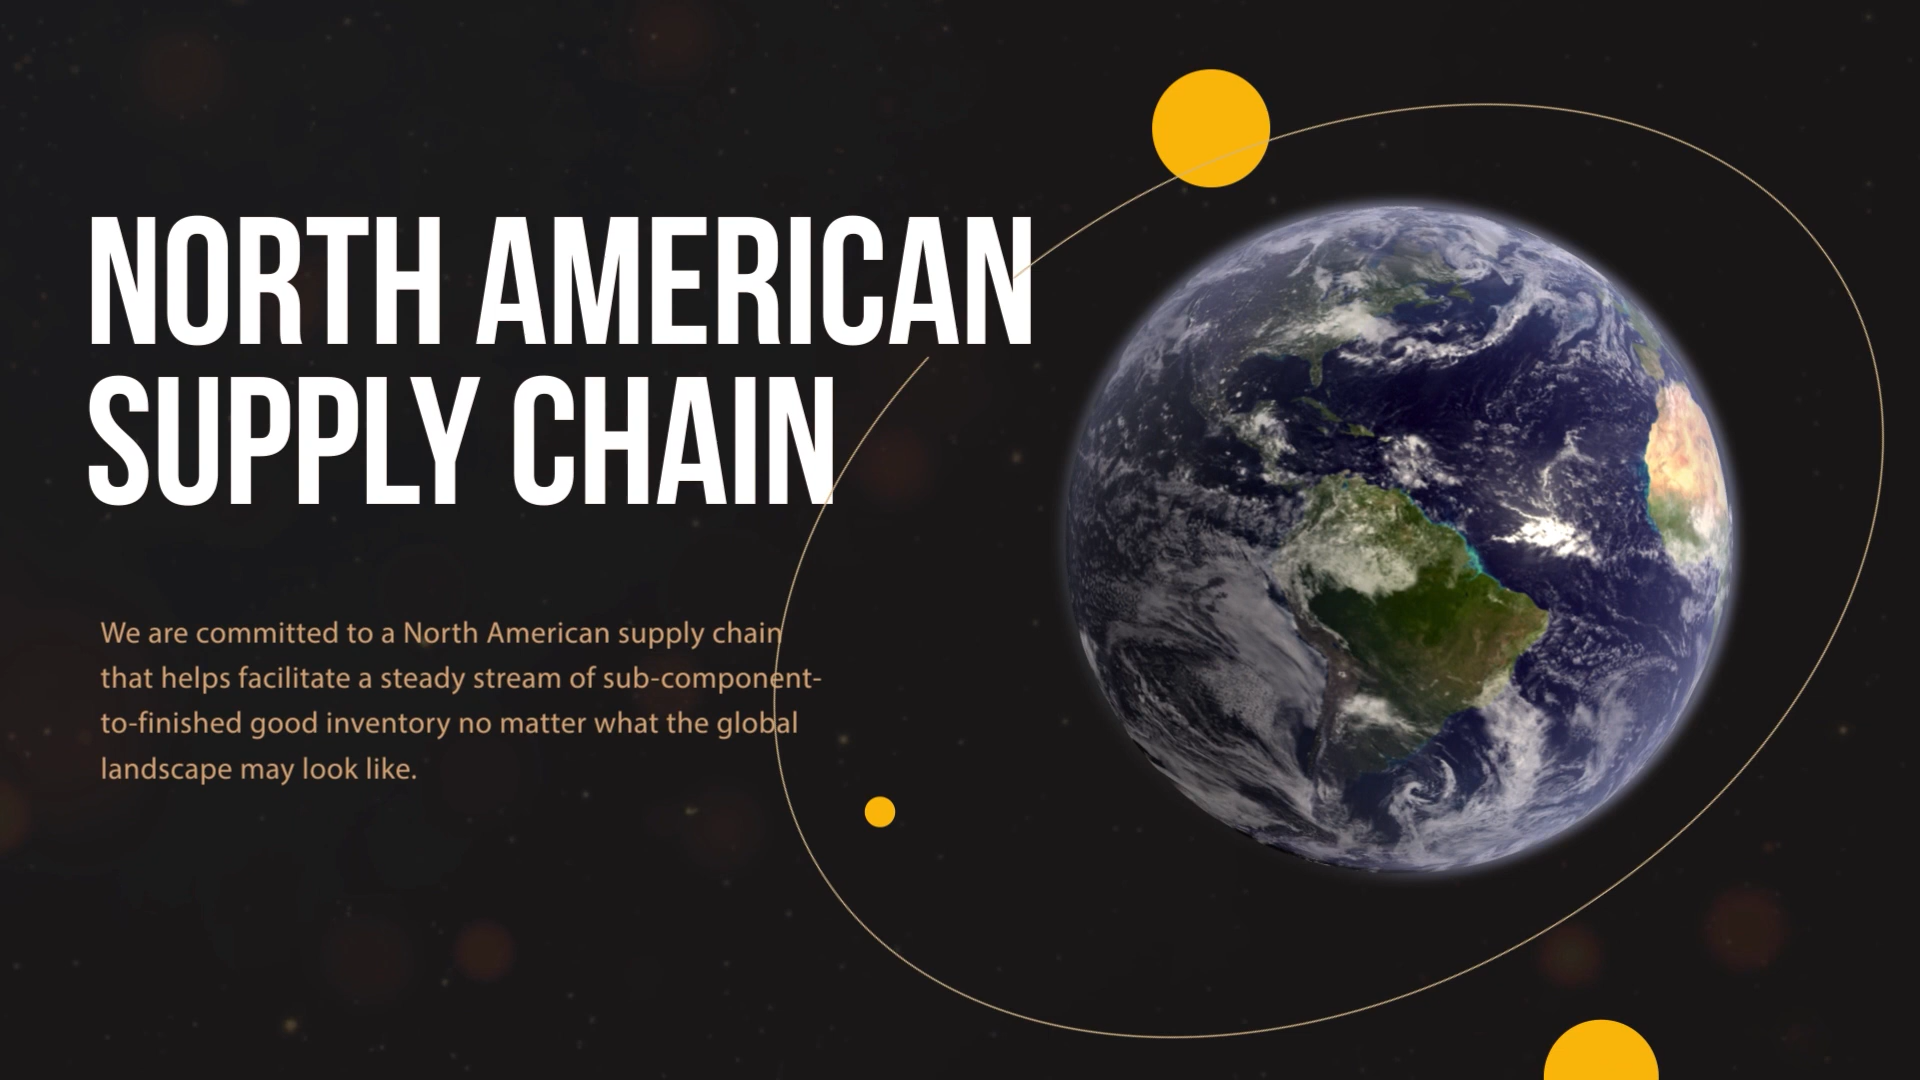 NORTH AMERICAN
SUPPLY CHAIN
We are committed to a North American supply chain
that helps facilitate a steady stream of sub-component-
to-finished good inventory no matter what the global
landscape may look like.